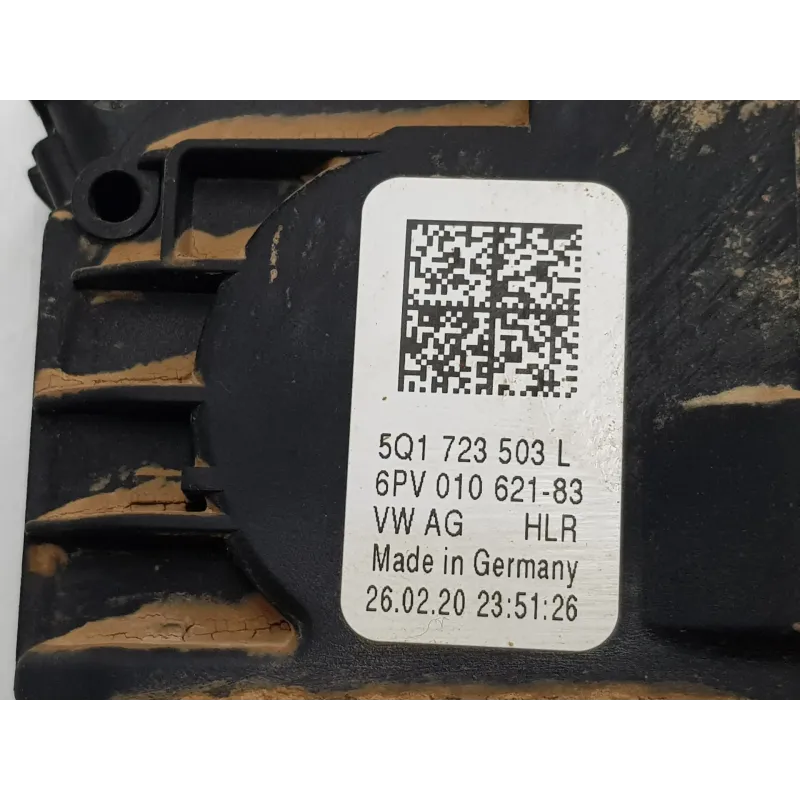 5Q1 723 503 L
6PV 010 621-83
VW AG HLR
Made in Germany
26.02.20 23:51:26